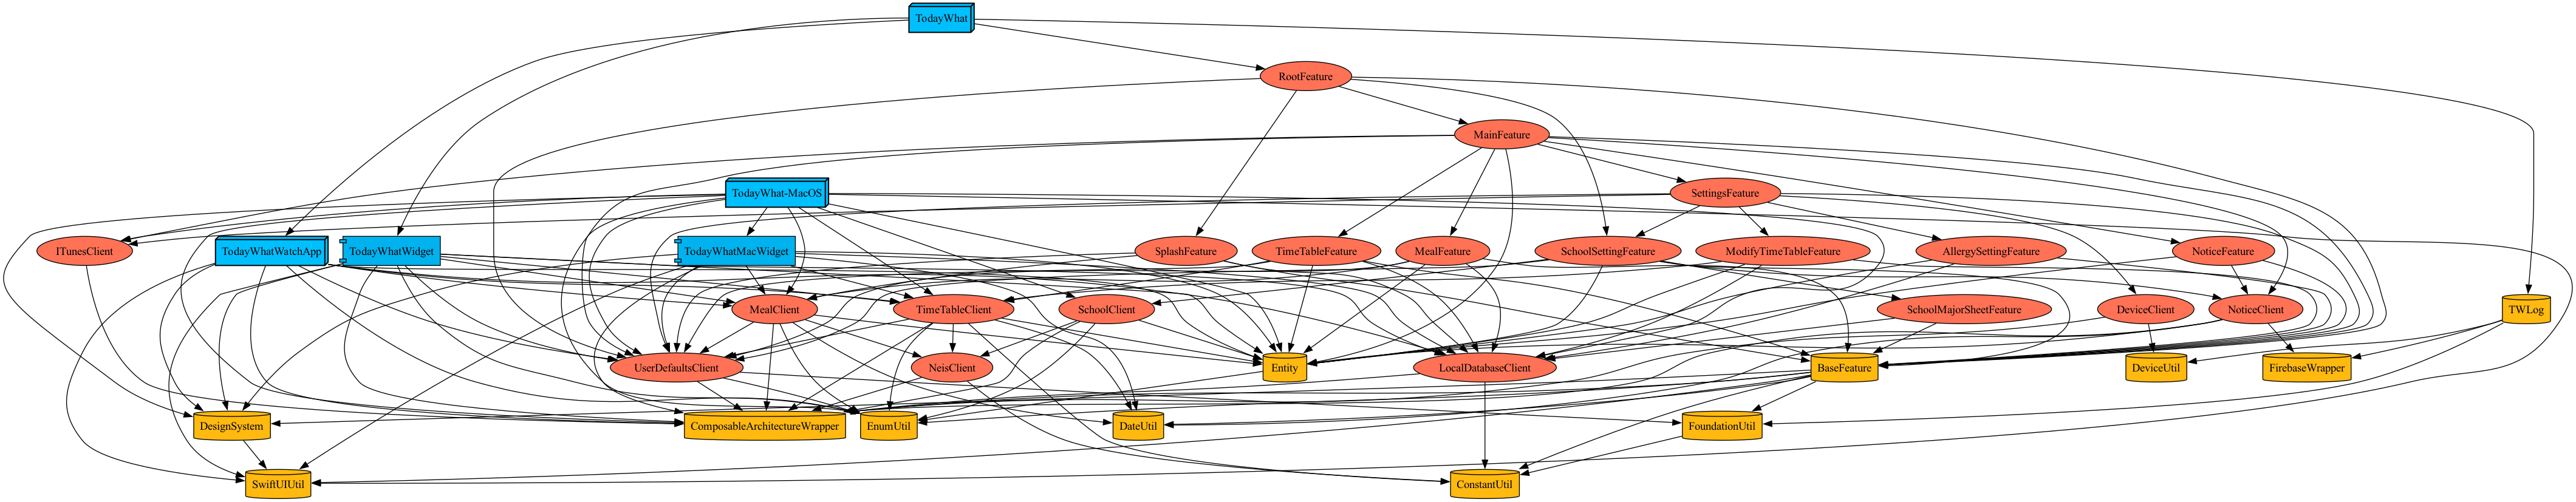 TodayWhat
RootFeature
MainFeature
TodayWhat-MacOS
SettingsFeature
ITunesClient
TodayWhatWatchApp
TodayWhatWidget
TodayWhatMacWidget
SplashFeature
TimeTableFeature
MealFeature
SchoolSettingFeature
ModifyTimeTableFeature
AllergySettingFeature
NoticeFeature
MealClient
TimeTableClient
SchoolClient
SchoolMajorSheetFeature
DeviceClient
NoticeClient
TWLog
UserDefaultsClient
NeisClient
Entity
LocalDatabaseClient
BaseFeature
DeviceUtil
FirebaseWrapper
DesignSystem
ComposableArchitectureWrapper
EnumUtil
DateUtil
FoundationUtil
SwiftUIUtil
ConstantUtil